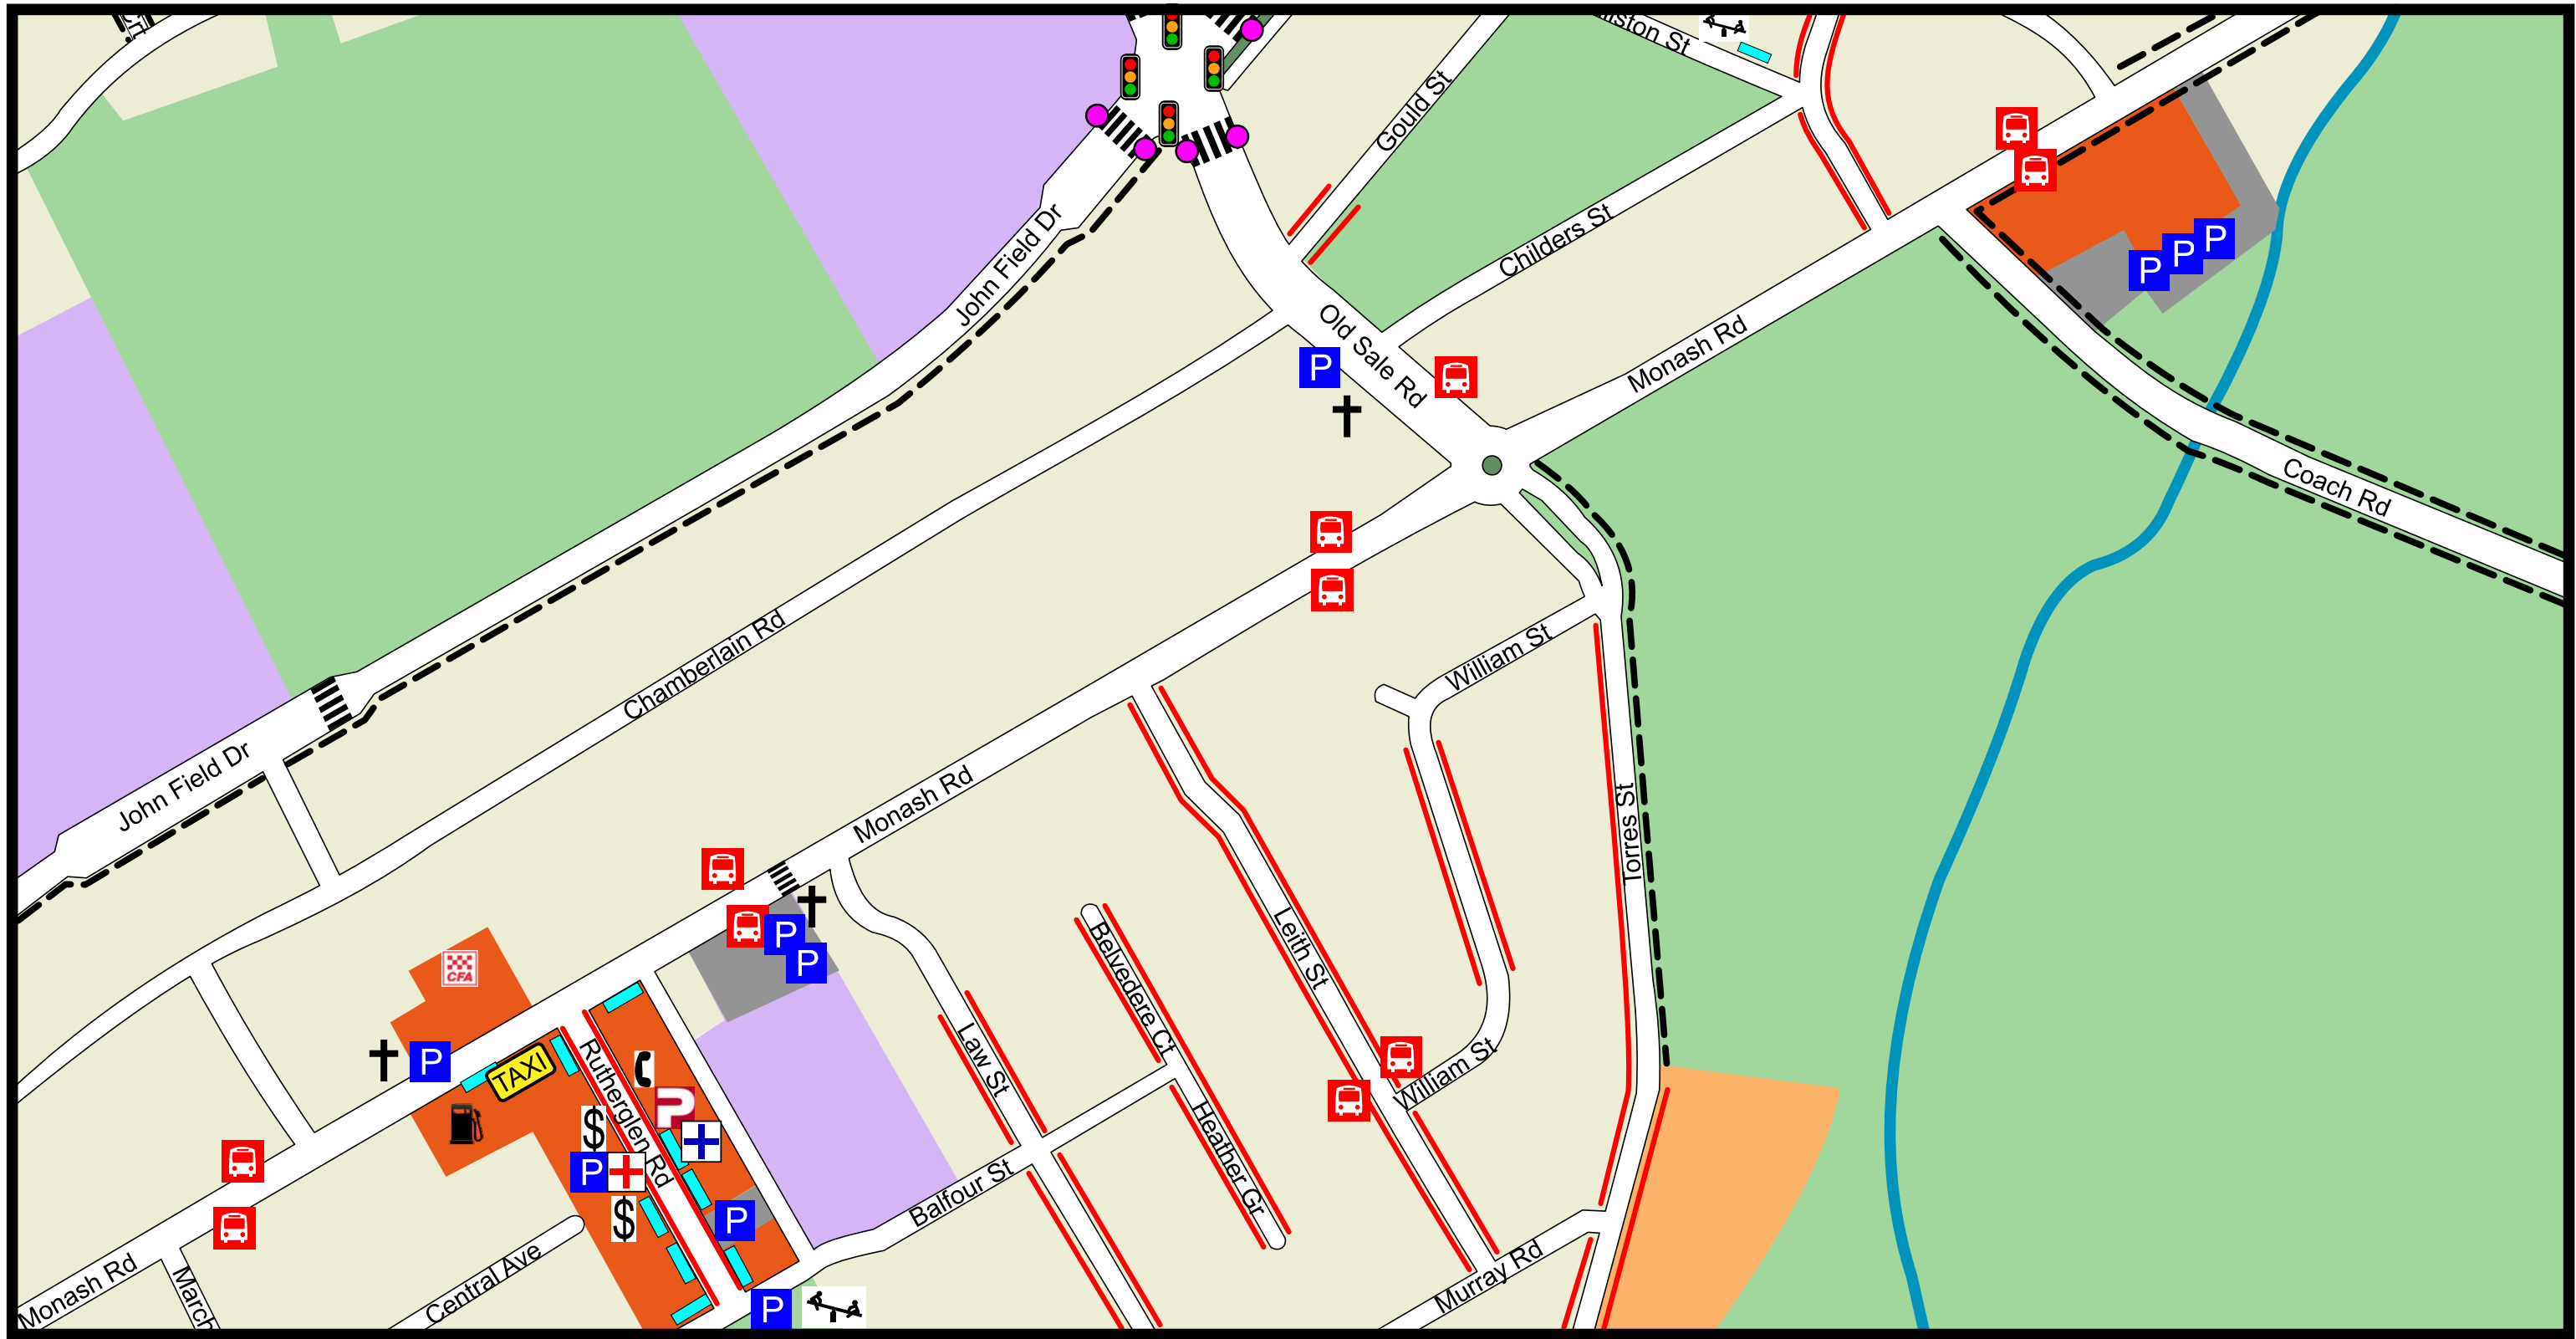 Gould St
John Field Dr
Childers St
Old Sale Rd
Monash Rd
P
P
P
P
Coach Rd
Chamberlain Rd
William St
John Field Dr
Torres St
Monash Rd
P
P
Leith St
Belvedere Ct
CFA
Law St
William St
P
TAXI
Rutherglen Rd
$
P
P
Heather Gr
$
P
Balfour St
Central Ave
Monash Rd
March
Murray Rd
P